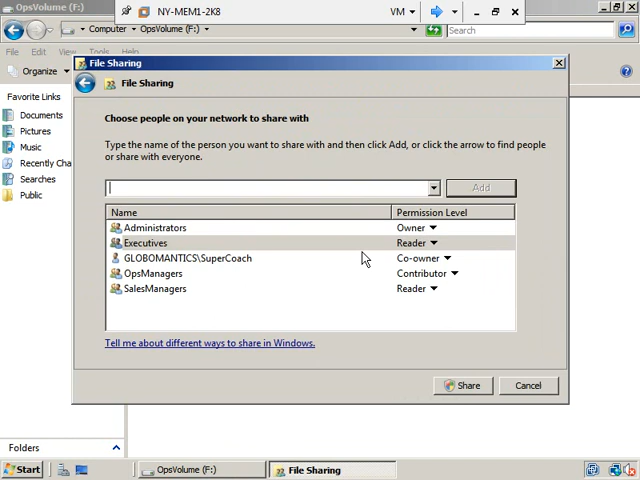 OpsVolume (F:)
NY-MEM1-2K8
VM
Computer
OpsVolume (F:)
Search
File
Edit
View
Tools
Help
Organize
File Sharing
File Sharing
Favorite Links
Documents
Pictures
Music
Recently Cha
Searches
Public
Choose people on your network to share with
Type the name of the person you want to share with and then click Add, or click the arrow to find people
or share with everyone.
Add
Name
Permission Level
Administrators
Owner
Executives
Reader
GLOBOMANTICS\SuperCoach
Co-owner
OpsManagers
Contributor
SalesManagers
Reader
Tell me about different ways to share in Windows.
Share
Cancel
Folders
Start
OpsVolume (F:)
File Sharing